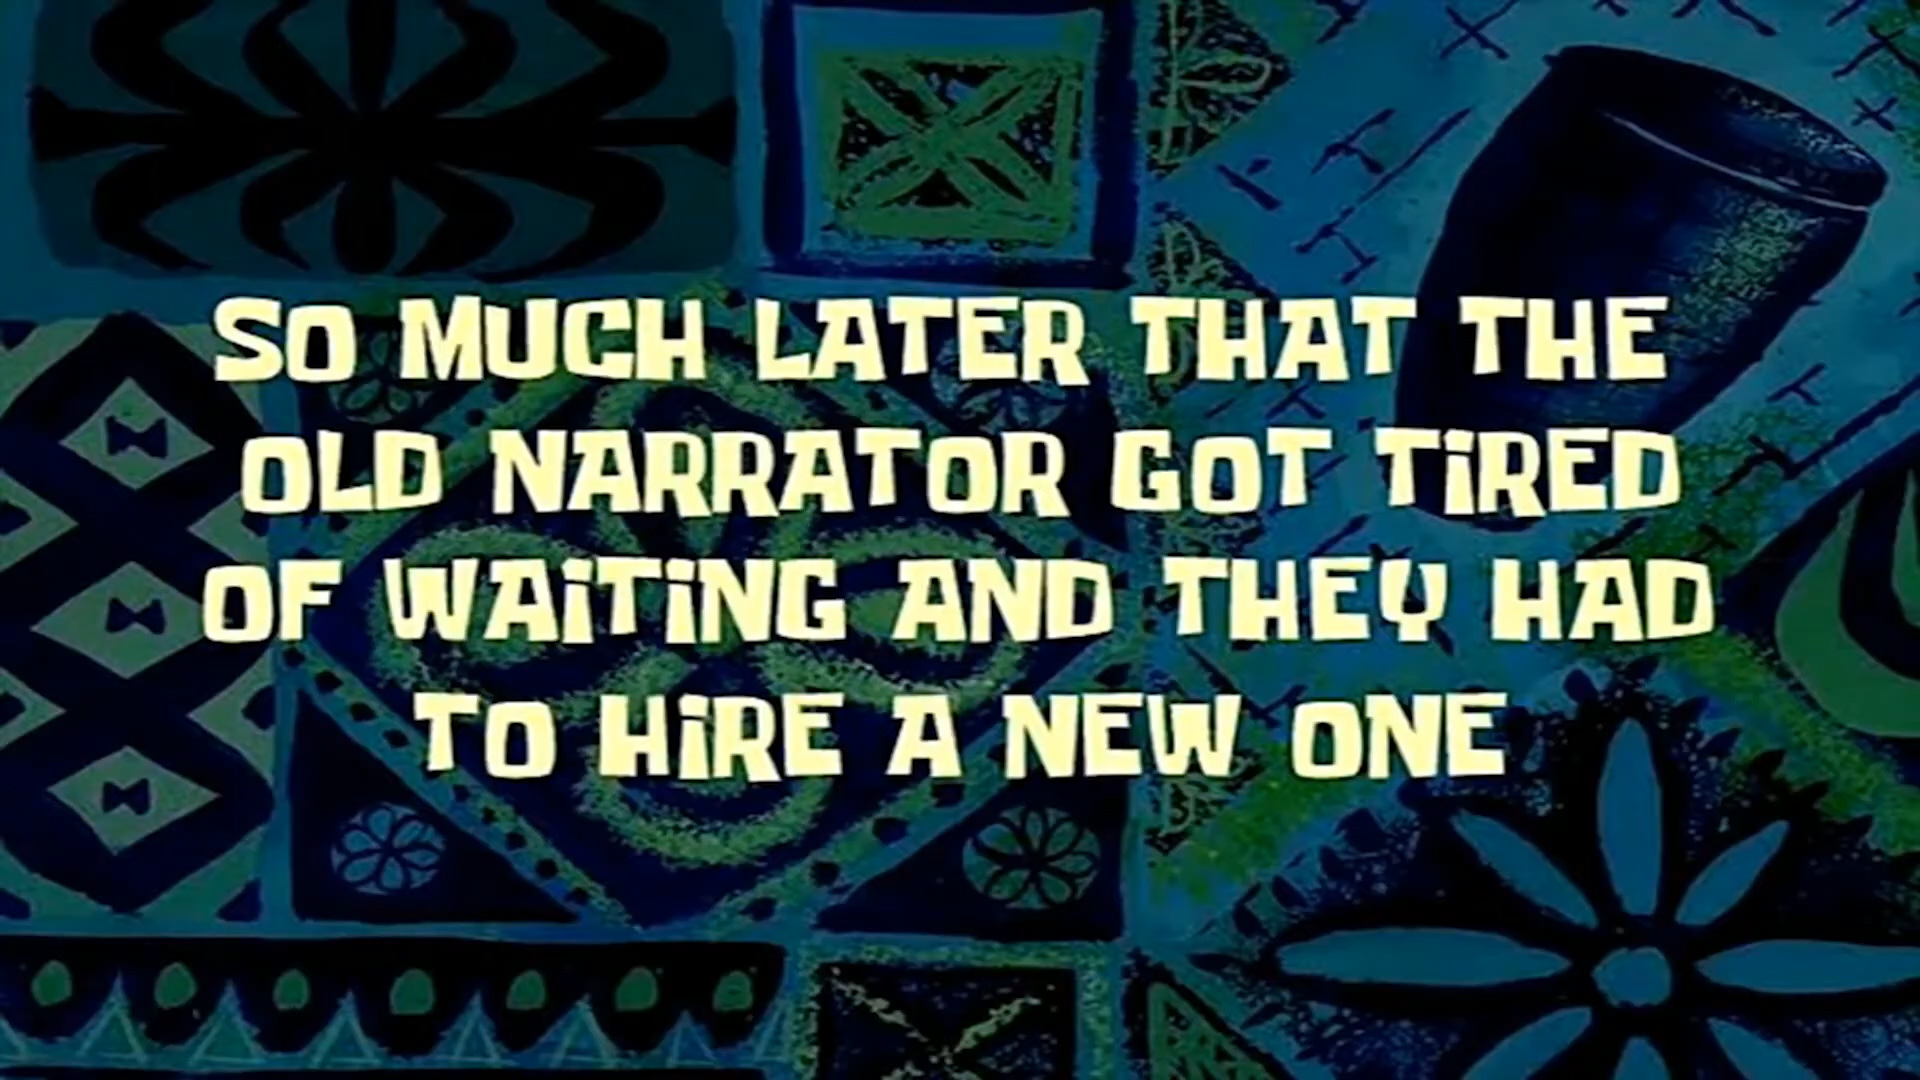 SO MUCH LATER THAT THE
OLD NARRATOR GOT TiRED
OF WAiTiNG AND THEY HAD
TO HiRE A NEW ONE